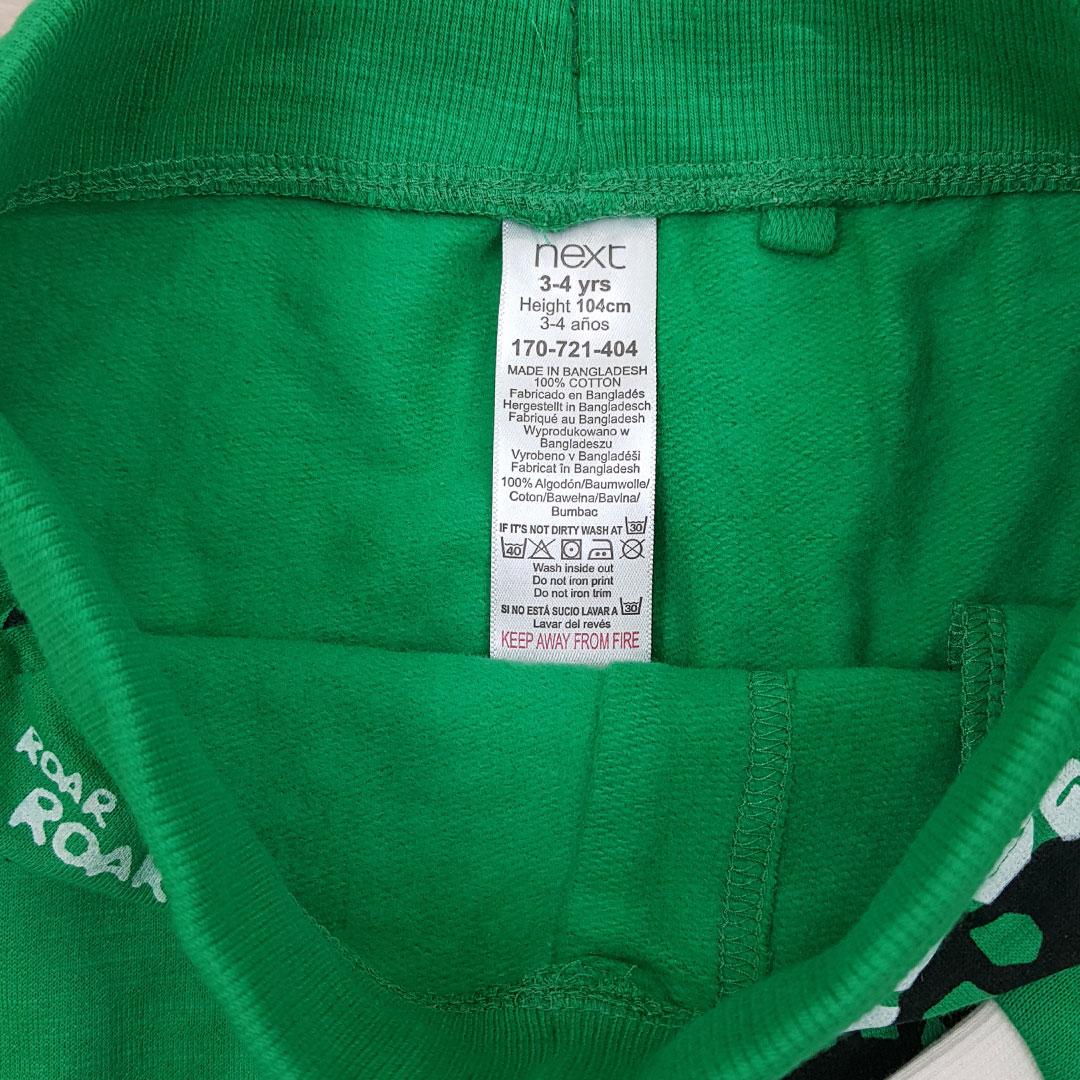 next
3-4 yrs
Height 104cm
3-4 años
170-721-404
MADE IN BANGLADESH
100% COTTON
Fabricado en Bangladés
Hergestellt in Bangladesch
Fabriqué au Bangladesh
Wyprodukowano w
Bangladeszu
Vyrobeno v Bangladéši
Fabricat în Bangladesh
100% Algodón/Baumwolle/
Coton/Bawełna/Bavlna/
Bumbac
IF IT'S NOT DIRTY WASH AT 30
40
Wash inside out
Do not iron print
Do not iron trim
SI NO ESTÁ SUCIO LAVAR A 30
Lavar del revés
KEEP AWAY FROM FIRE
ROAR
ROAR